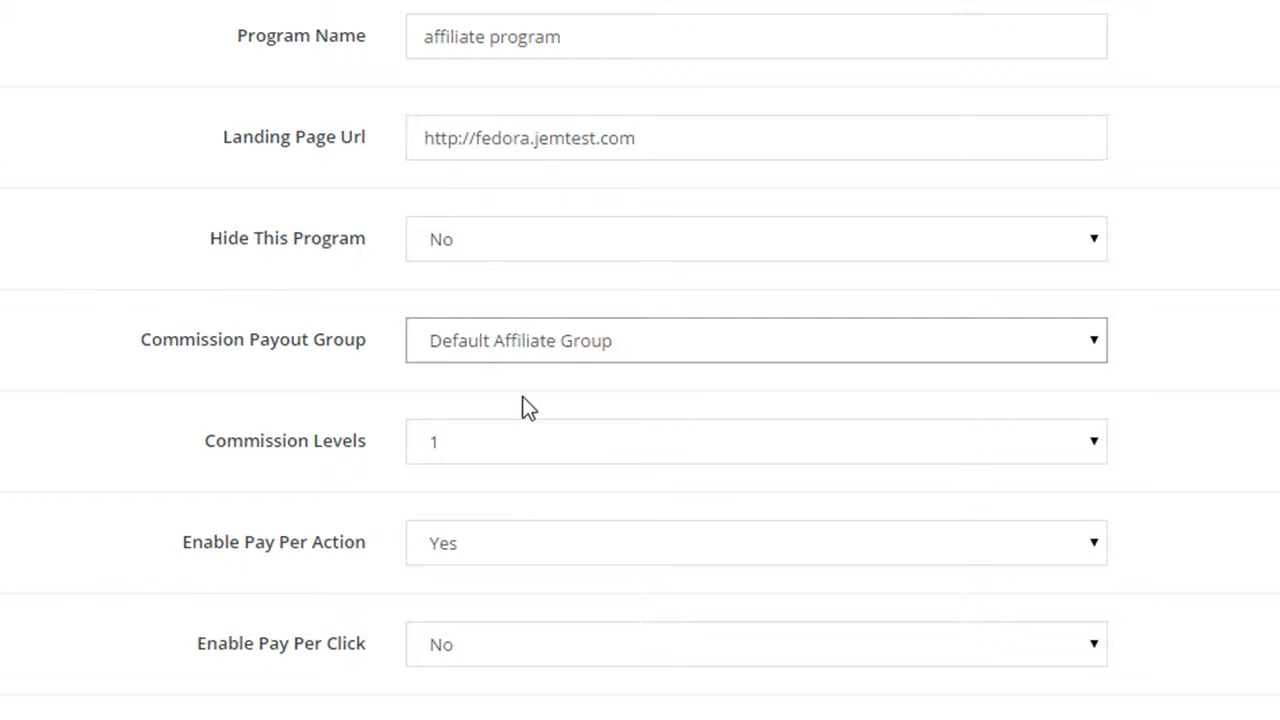 Program Name affiliate program
Landing Page Url http://fedora.jemtest.com
Hide This Program No
Commission Payout Group Default Affiliate Group
Commission Levels 1
Enable Pay Per Action Yes
Enable Pay Per Click No